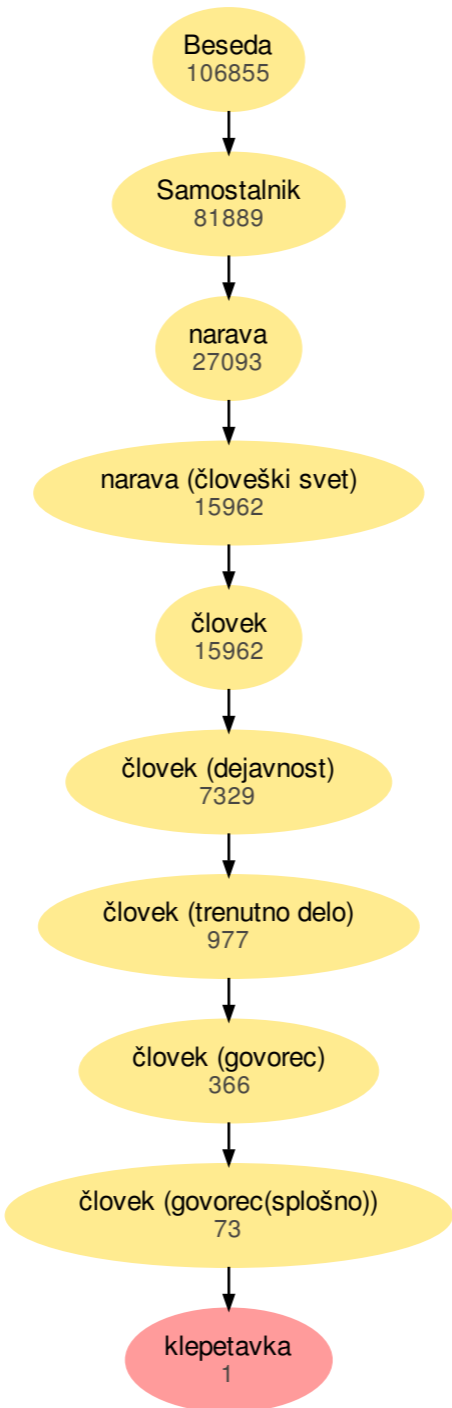 Beseda
106855
Samostalnik
81889
narava
27093
narava (človeški svet)
15962
človek
15962
človek (dejavnost)
7329
človek (trenutno delo)
977
človek (govorec)
366
človek (govorec(splošno))
73
klepetavka
1